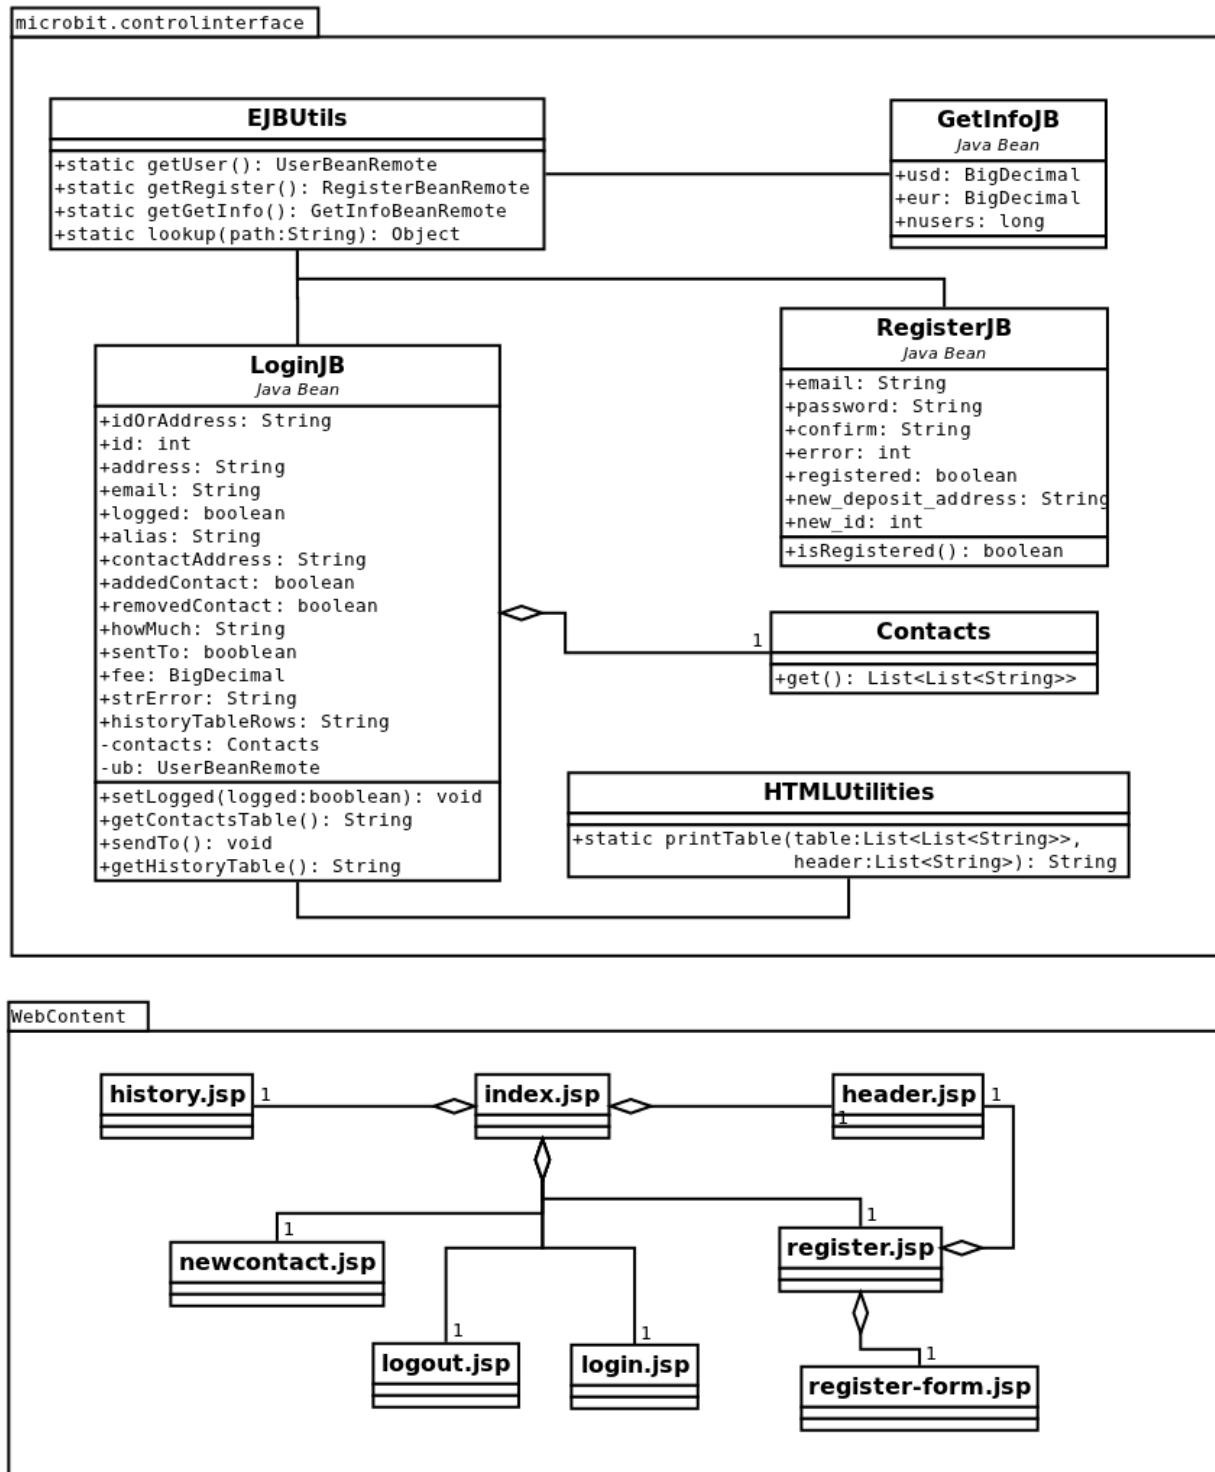 microbit.controlinterface
EJBUtils
+static getUser(): UserBeanRemote
+static getRegister(): RegisterBeanRemote
+static getGetInfo(): GetInfoBeanRemote
+static lookup(path:String): Object
GetInfoJB
Java Bean
+usd: BigDecimal
+eur: BigDecimal
+nusers: long
LoginJB
Java Bean
+idOrAddress: String
+id: int
+address: String
+email: String
+logged: boolean
+alias: String
+contactAddress: String
+addedContact: boolean
+removedContact: boolean
+howMuch: String
+sentTo: booblean
+fee: BigDecimal
+strError: String
+historyTableRows: String
-contacts: Contacts
-ub: UserBeanRemote
+setLogged(logged:booblean): void
+getContactsTable(): String
+sendTo(): void
+getHistoryTable(): String
RegisterJB
Java Bean
+email: String
+password: String
+confirm: String
+error: int
+registered: boolean
+new_deposit_address: String
+new_id: int
+isRegistered(): boolean
1
Contacts
+get(): List<List<String>>
HTMLUtilities
+static printTable(table:List<List<String>>,
header:List<String>): String
WebContent
history.jsp
1
index.jsp
header.jsp
1
1
1
newcontact.jsp
1
register.jsp
1
logout.jsp
1
login.jsp
1
register-form.jsp